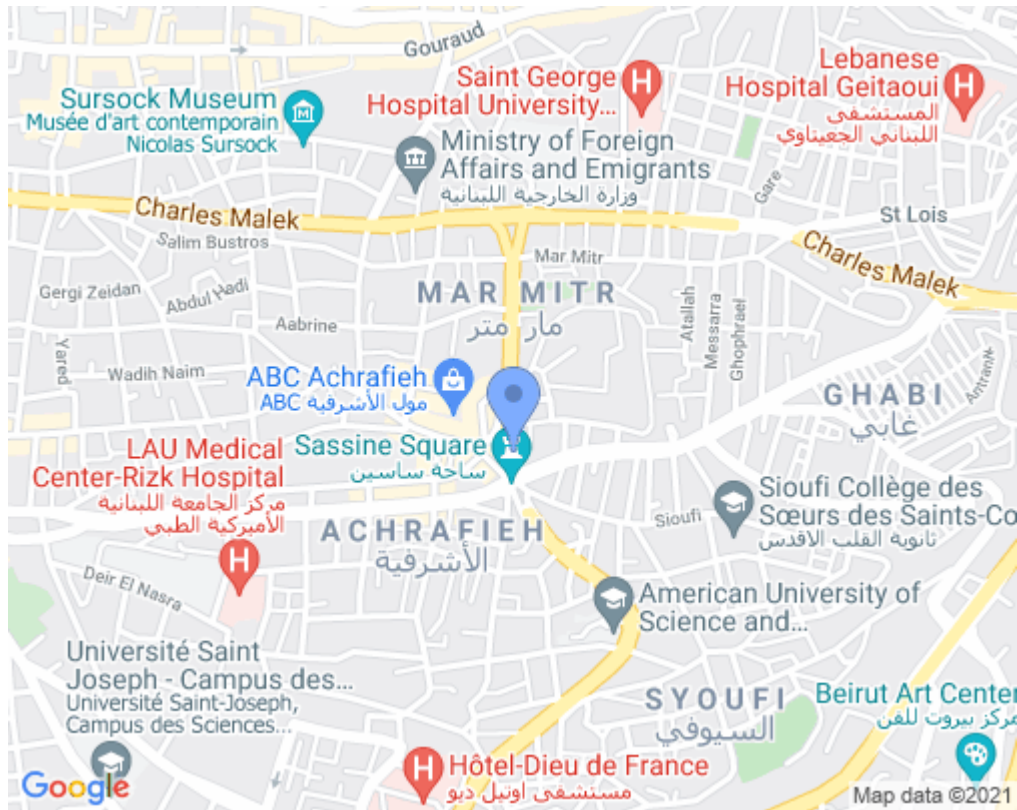 Gouraud
Saint George
Hospital University...
Lebanese
Hospital Geitaoui
المستشفى
اللبناني الجعيتاوي
Sursock Museum
Musée d'art contemporain
Nicolas Sursock
Ministry of Foreign
Affairs and Emigrants
وزارة الخارجية اللبنانية
Gare
St Lois
Charles Malek
Salim Bustros
Charles Malek
Mar Mitr
Gergi Zeidan
Abdul Hadi
MAR MITR
مار متر
Aabrine
Atallah
Messarra
Ghophrael
Yared
Wadih Naim
ABC Achrafieh
مول الأشرفية ABC
GHABI
غابي
Sassine Square
ساحة ساسين
LAU Medical
Center-Rizk Hospital
مركز الجامعة اللبنانية
الأميركية الطبي
Sioufi Collège des
Sœurs des Saints-Co
ثانوية القلب الاقدس
Sioufi
ACHRAFIEH
الأشرفية
Deir El Nasra
American University of
Science and...
Université Saint
Joseph - Campus des...
Université Saint-Joseph,
Campus des Sciences...
SYOUFI
السيوفي
Beirut Art Center
مركز بيروت للفن
Hôtel-Dieu de France
مستشفى اوتيل ديو
Google
Map data ©2021